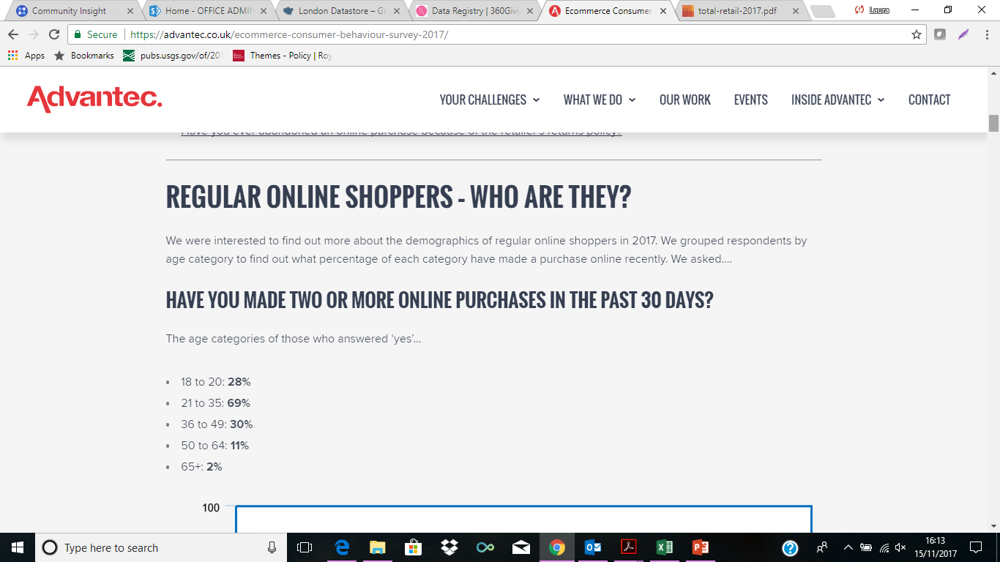 Community Insight
Home - OFFICE ADMIN
London Datastore – Gr
Data Registry | 360Givi
Ecommerce Consumer
total-retail-2017.pdf
Laura
Secure
https://advantec.co.uk/ecommerce-consumer-behaviour-survey-2017/
Apps
Bookmarks
pubs.usgs.gov/of/201
Themes - Policy | Roy
Advantec.
YOUR CHALLENGES
WHAT WE DO
OUR WORK
EVENTS
INSIDE ADVANTEC
CONTACT
Have you ever abandoned an online purchase because of the retailer's returns policy?
REGULAR ONLINE SHOPPERS - WHO ARE THEY?
We were interested to find out more about the demographics of regular online shoppers in 2017. We grouped respondents by
age category to find out what percentage of each category have made a purchase online recently. We asked....
HAVE YOU MADE TWO OR MORE ONLINE PURCHASES IN THE PAST 30 DAYS?
The age categories of those who answered ‘yes’...
18 to 20: 28%
21 to 35: 69%
36 to 49: 30%
50 to 64: 11%
65+: 2%
100
Type here to search
16:13
15/11/2017